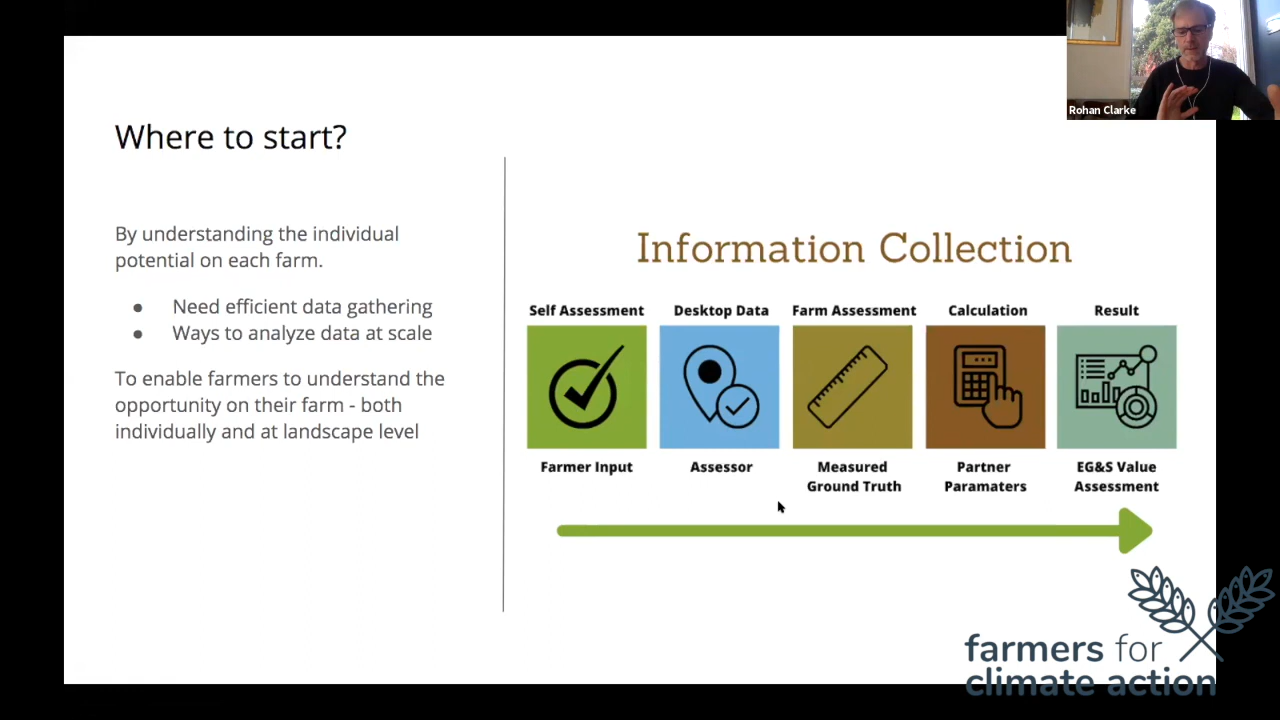 Rohan Clarke
Where to start?
By understanding the individual
potential on each farm.
● Need efficient data gathering
● Ways to analyze data at scale
To enable farmers to understand the
opportunity on their farm - both
individually and at landscape level
Information Collection
Self Assessment
Desktop Data
Farm Assessment
Calculation
Result
Farmer Input
Assessor
Measured
Ground Truth
Partner
Paramaters
EG&S Value
Assessment
farmers for
climate action